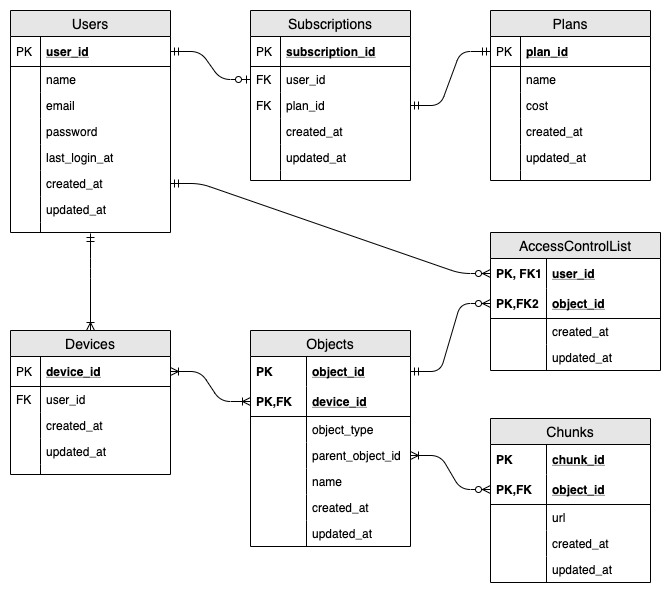 Users
PK user_id
name
email
password
last_login_at
created_at
updated_at
Subscriptions
PK subscription_id
FK user_id
FK plan_id
created_at
updated_at
Plans
PK plan_id
name
cost
created_at
updated_at
AccessControlList
PK, FK1 user_id
PK,FK2 object_id
created_at
updated_at
Devices
PK device_id
FK user_id
created_at
updated_at
Objects
PK object_id
PK,FK device_id
object_type
parent_object_id
name
created_at
updated_at
Chunks
PK chunk_id
PK,FK object_id
url
created_at
updated_at